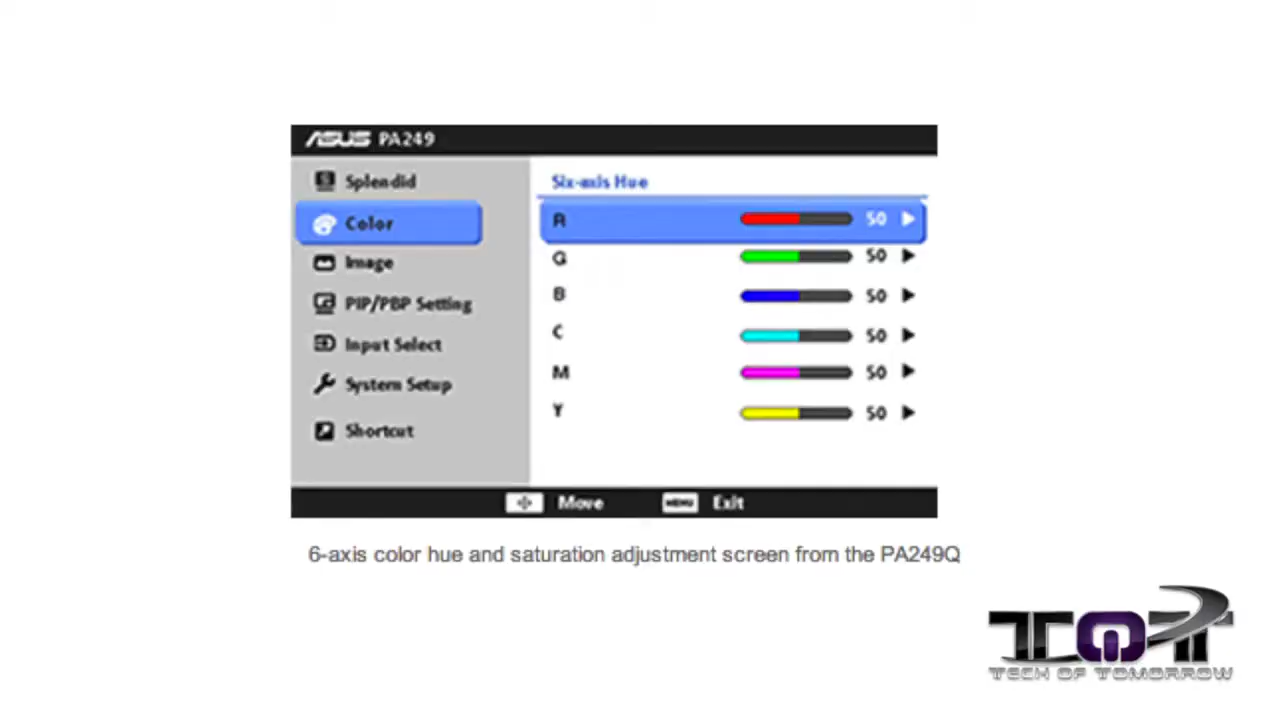 ASUS PA249
Splendid
Color
Image
PIP/PBP Setting
Input Select
System Setup
Shortcut
Six-axis Hue
R 50
G 50
B 50
C 50
M 50
Y 50
Move MENU Exit
6-axis color hue and saturation adjustment screen from the PA249Q
TOT
TECH OF TOMORROW